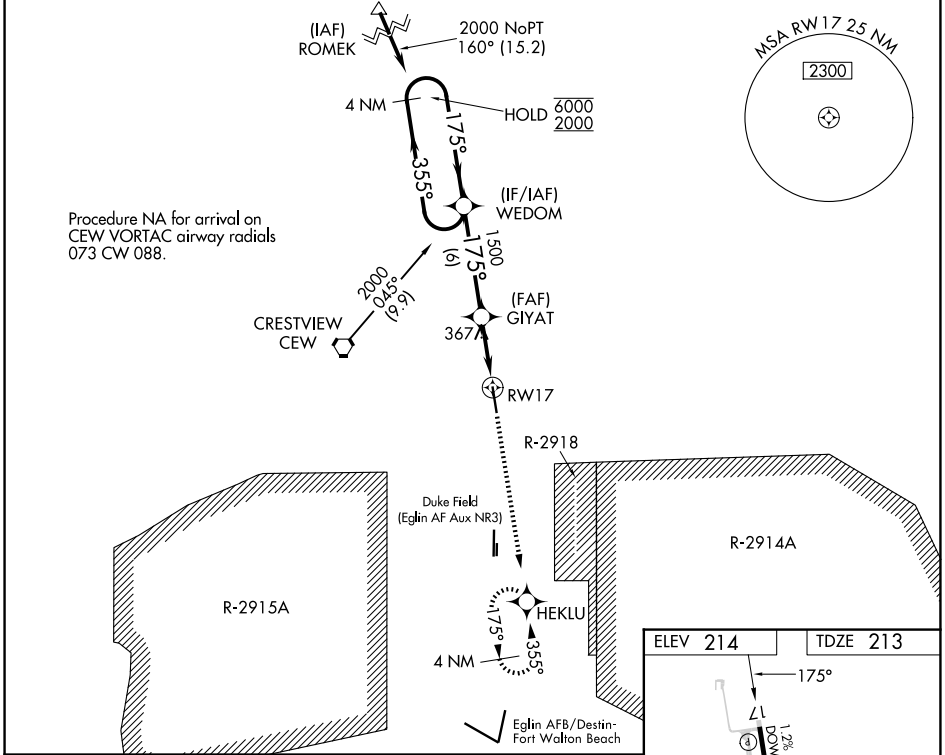 (IAF)
ROMEK
2000 NoPT
160° (15.2)
MSA RW17 25 NM
2300
4 NM
HOLD 6000
2000
175°
355°
(IF/IAF)
WEDOM
Procedure NA for arrival on
CEW VORTAC airway radials
073 CW 088.
1500
175°
(6)
2000
045°
(9.9)
CRESTVIEW
CEW
(FAF)
GIYAT
367
RW17
R-2918
Duke Field
(Eglin AF Aux NR3)
R-2914A
R-2915A
HEKLU
175°
355°
4 NM
Eglin AFB/Destin-
Fort Walton Beach
ELEV 214
TDZE 213
175°
17
1.2%
DOW
P